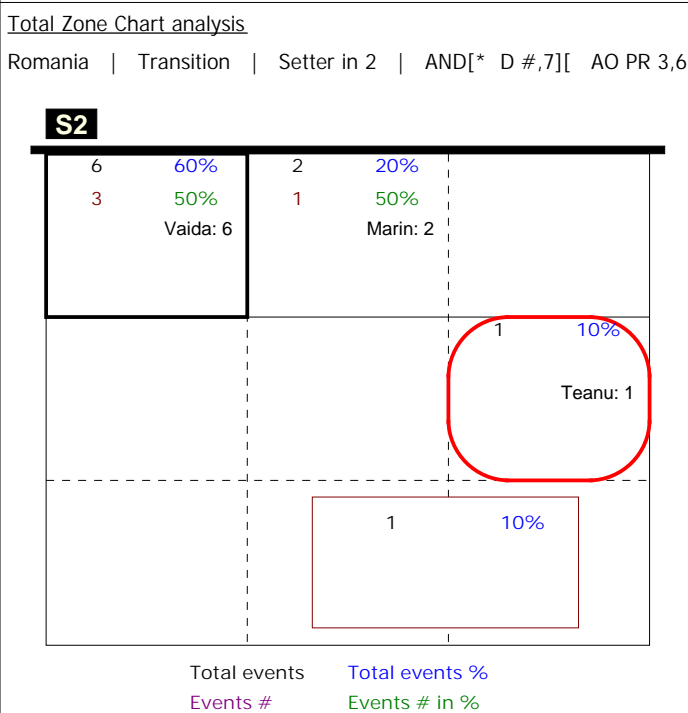 Total Zone Chart analysis
Romania | Transition | Setter in 2 | AND[* D #,7][ AO PR 3,6
S2
6 60% 2 20%
3 50% 1 50%
Vaida: 6 Marin: 2
1 10%
Teanu: 1
1 10%
Total events Total events %
Events # Events # in %